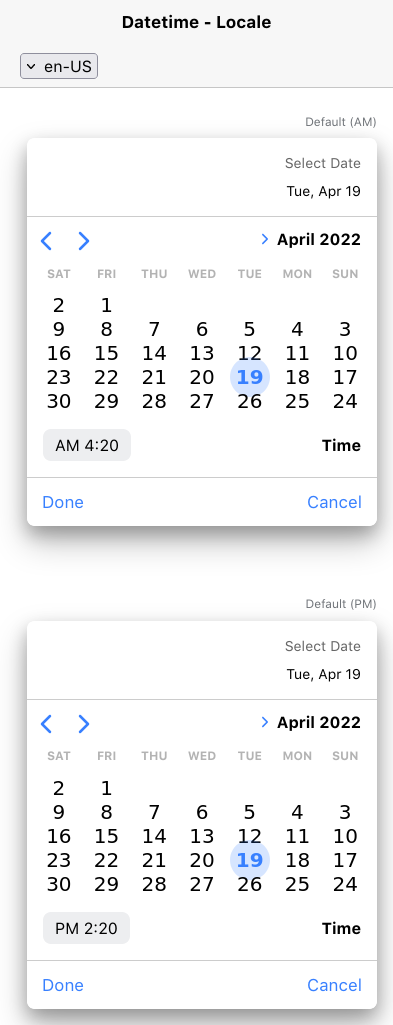 Datetime - Locale
en-US
Default (AM)
Select Date
Tue, Apr 19
April 2022
SAT FRI THU WED TUE MON SUN
2 1
9 8 7 6 5 4 3
16 15 14 13 12 11 10
23 22 21 20 19 18 17
30 29 28 27 26 25 24
AM 4:20 Time
Done Cancel
Default (PM)
Select Date
Tue, Apr 19
April 2022
SAT FRI THU WED TUE MON SUN
2 1
9 8 7 6 5 4 3
16 15 14 13 12 11 10
23 22 21 20 19 18 17
30 29 28 27 26 25 24
PM 2:20 Time
Done Cancel